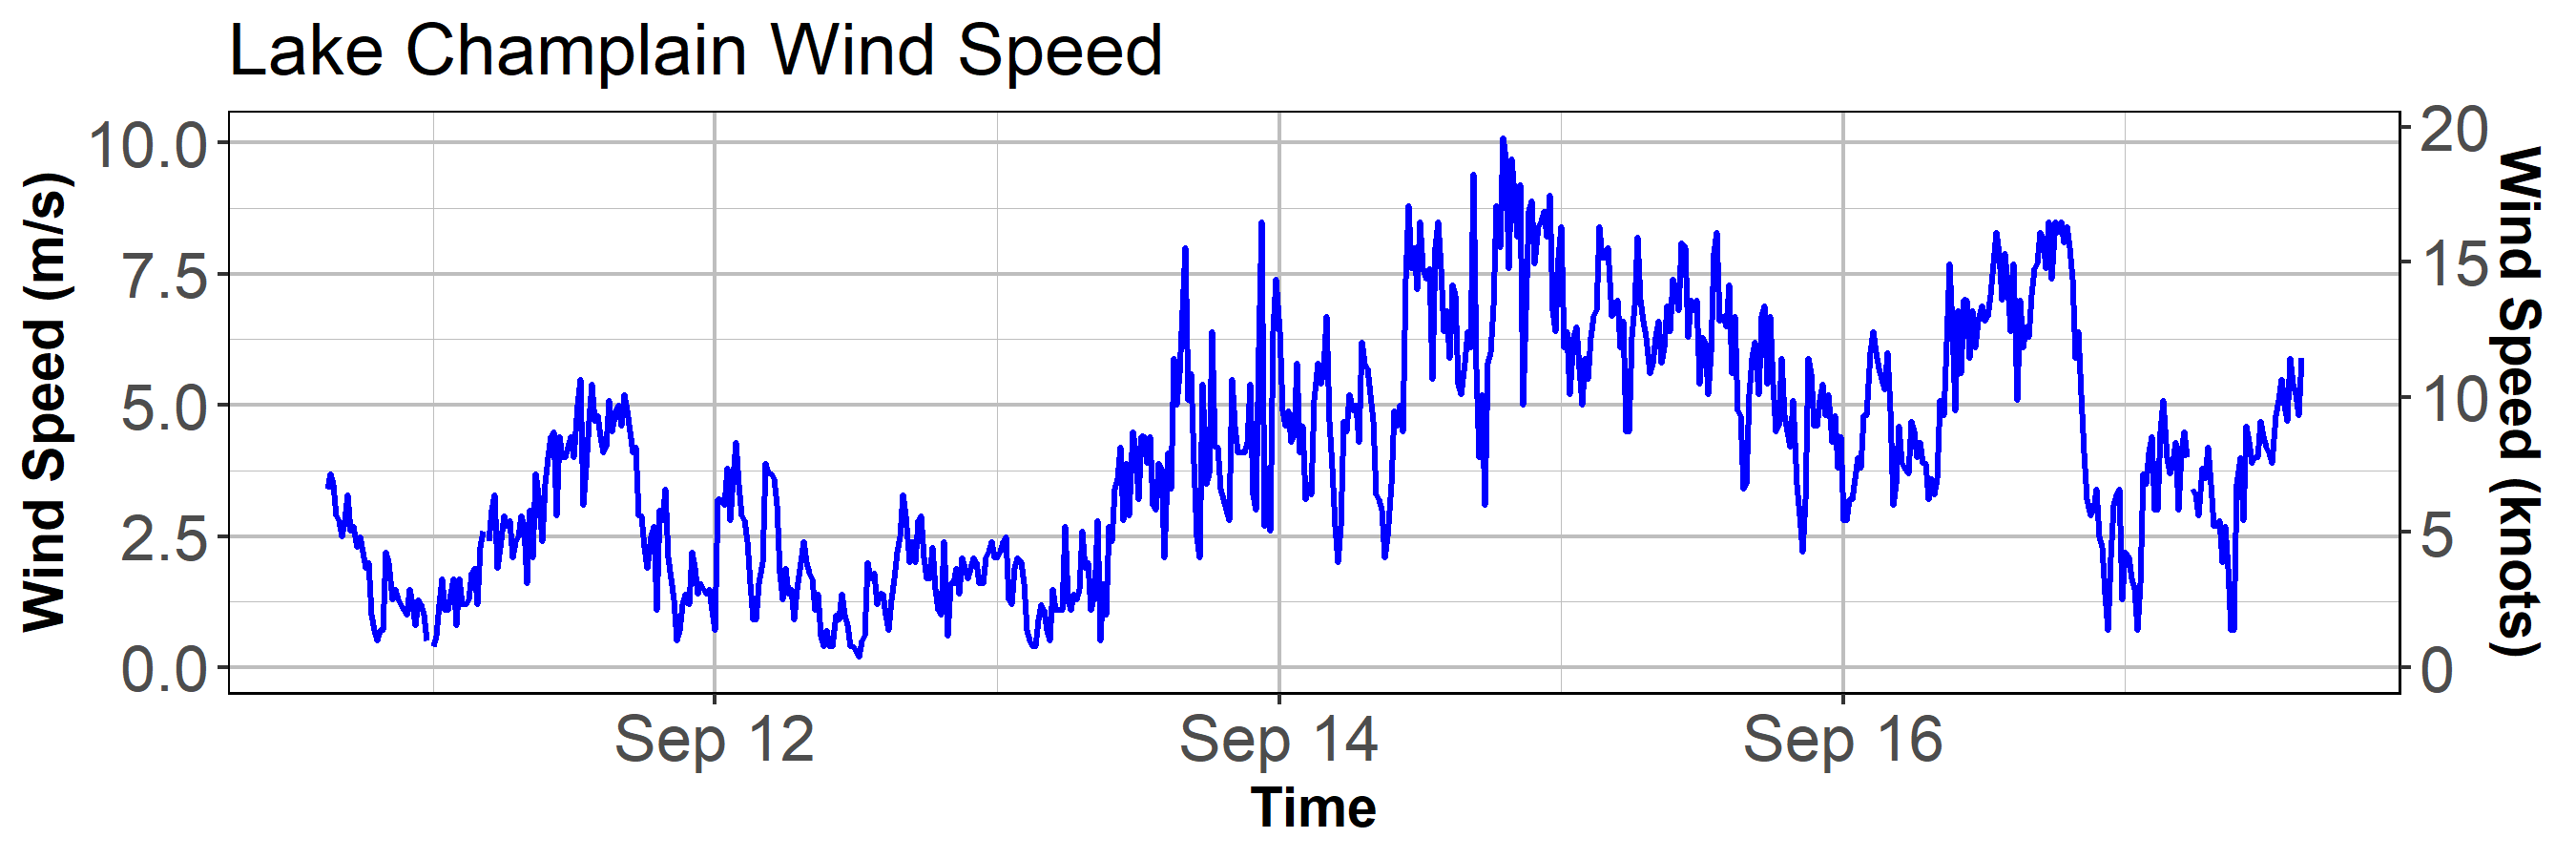 Lake Champlain Wind Speed
Wind Speed (m/s)
10.0
7.5
5.0
2.5
0.0
20
15
10
5
0
Wind Speed (knots)
Sep 12
Sep 14
Sep 16
Time